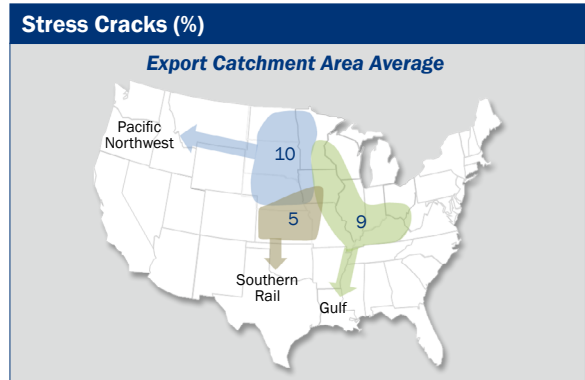 Stress Cracks (%)
Export Catchment Area Average
Pacific
Northwest
10
5
9
Southern
Rail
Gulf